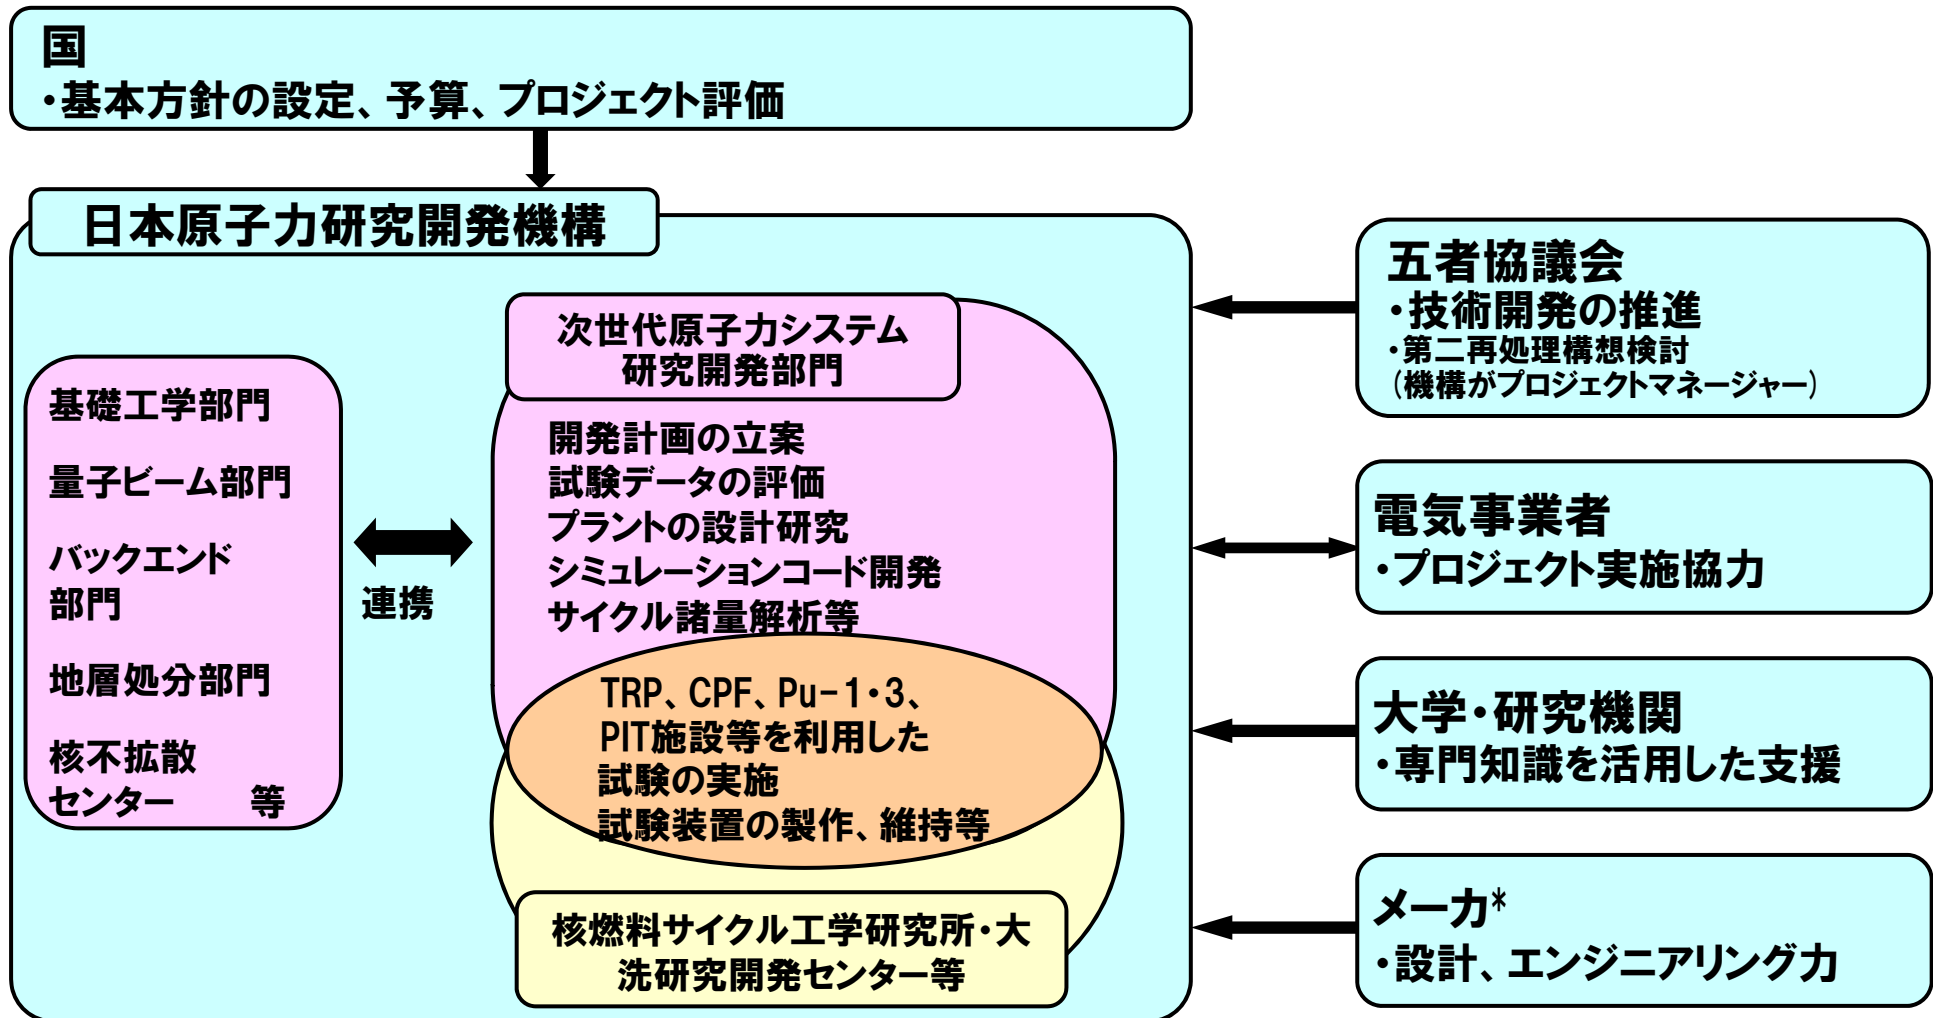 国
・基本方針の設定、予算、プロジェクト評価
日本原子力研究開発機構
次世代原子力システム
研究開発部門
開発計画の立案
試験データの評価
プラントの設計研究
シミュレーションコード開発
サイクル諸量解析等
基礎工学部門
量子ビーム部門
バックエンド
部門
地層処分部門
核不拡散
センター 等
連携
TRP、CPF、Pu-1・3、
PIT施設等を利用した
試験の実施
試験装置の製作、維持等
核燃料サイクル工学研究所・大
洗研究開発センター等
五者協議会
・技術開発の推進
・第二再処理構想検討
(機構がプロジェクトマネージャー)
電気事業者
・プロジェクト実施協力
大学・研究機関
・専門知識を活用した支援
メーカ*
・設計、エンジニアリング力